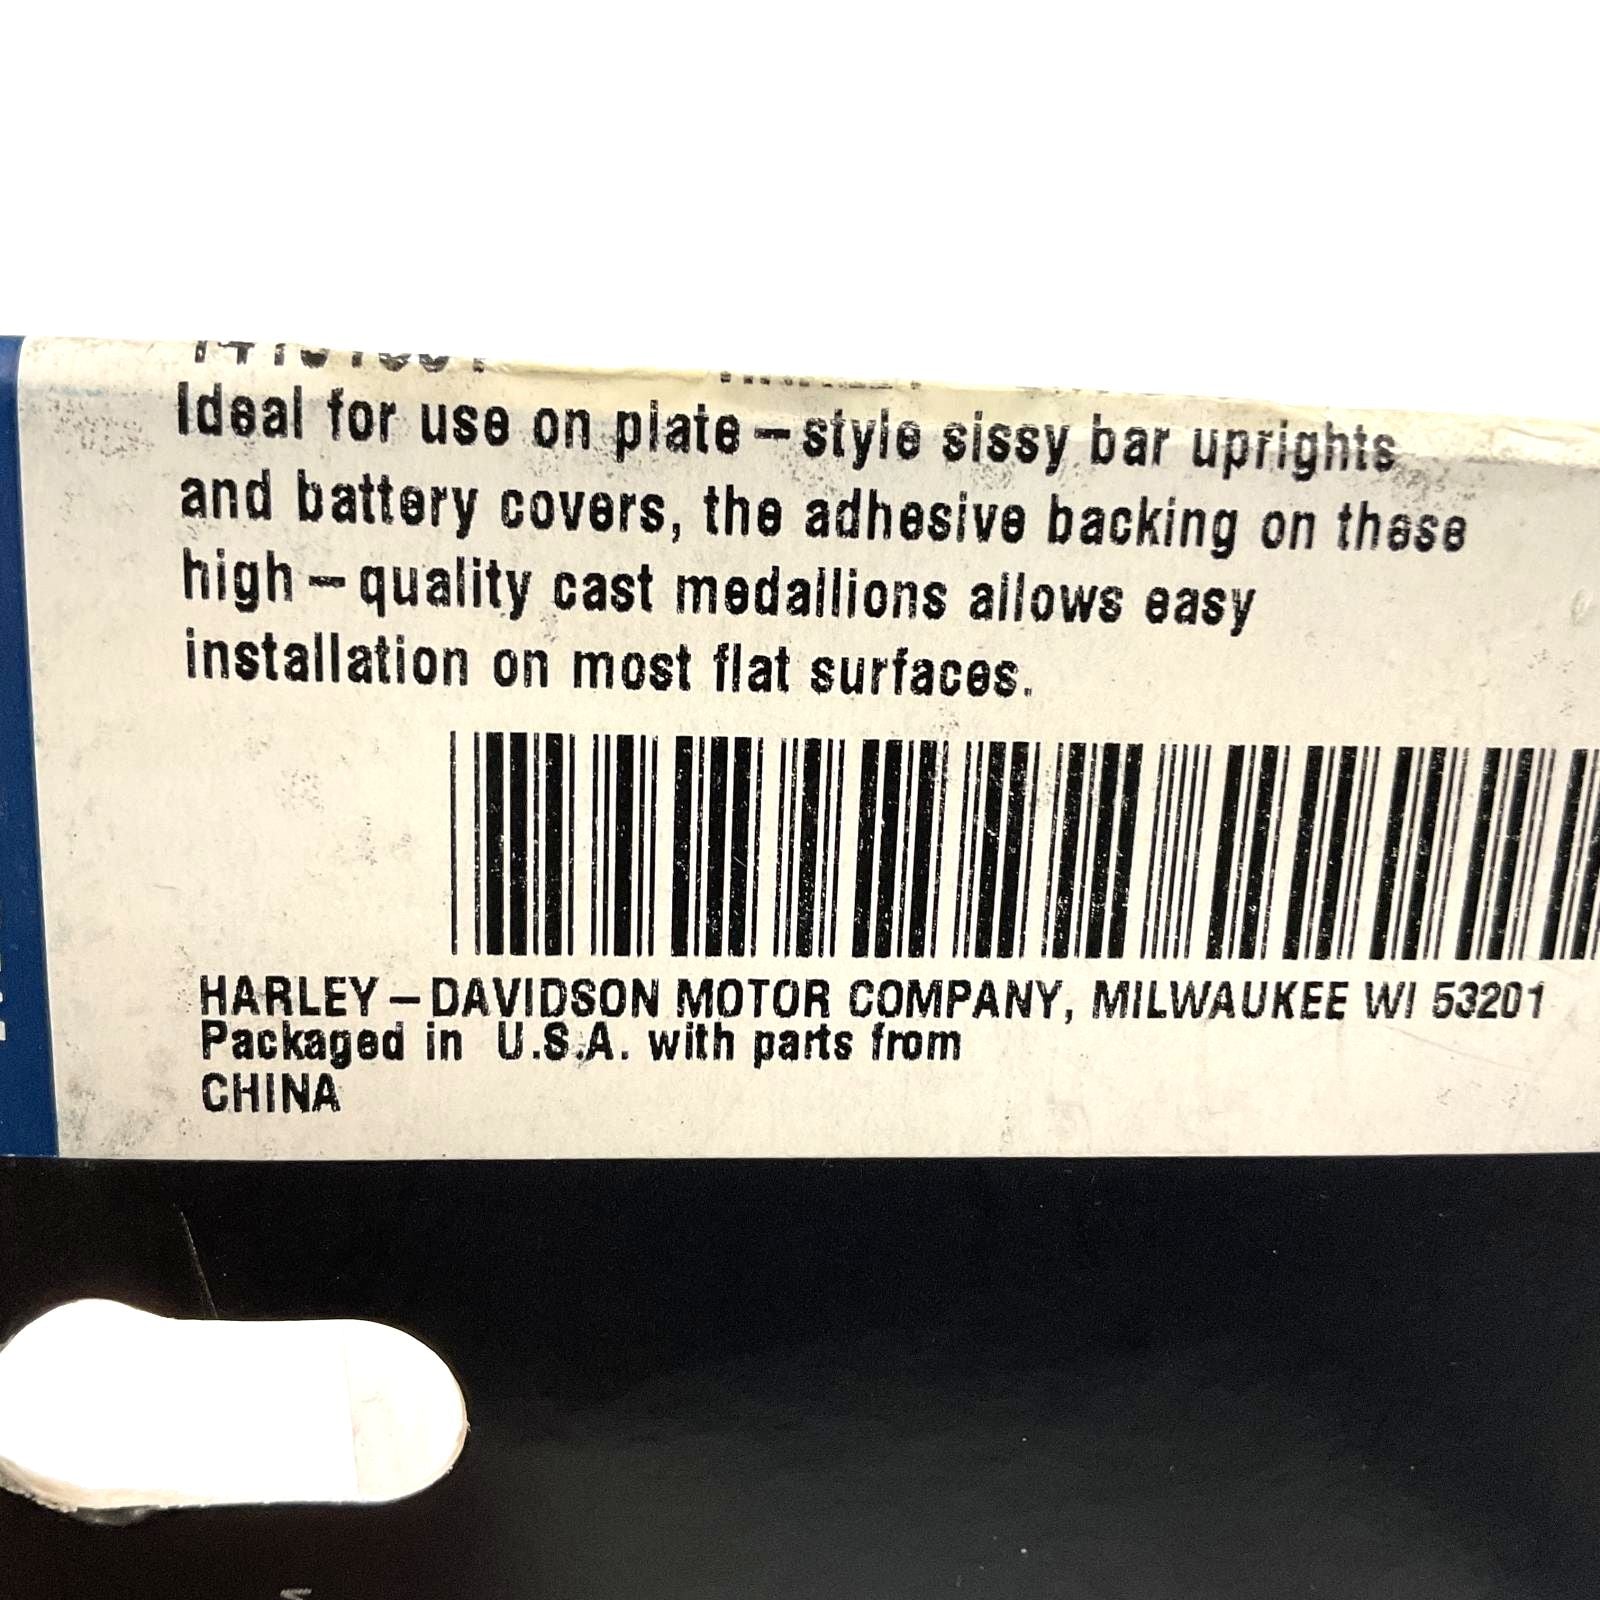 Ideal for use on plate-style sissy bar uprights
and battery covers, the adhesive backing on these
high-quality cast medallions allows easy
installation on most flat surfaces.
HARLEY-DAVIDSON MOTOR COMPANY, MILWAUKEE WI 53201
Packaged in U.S.A. with parts from
CHINA